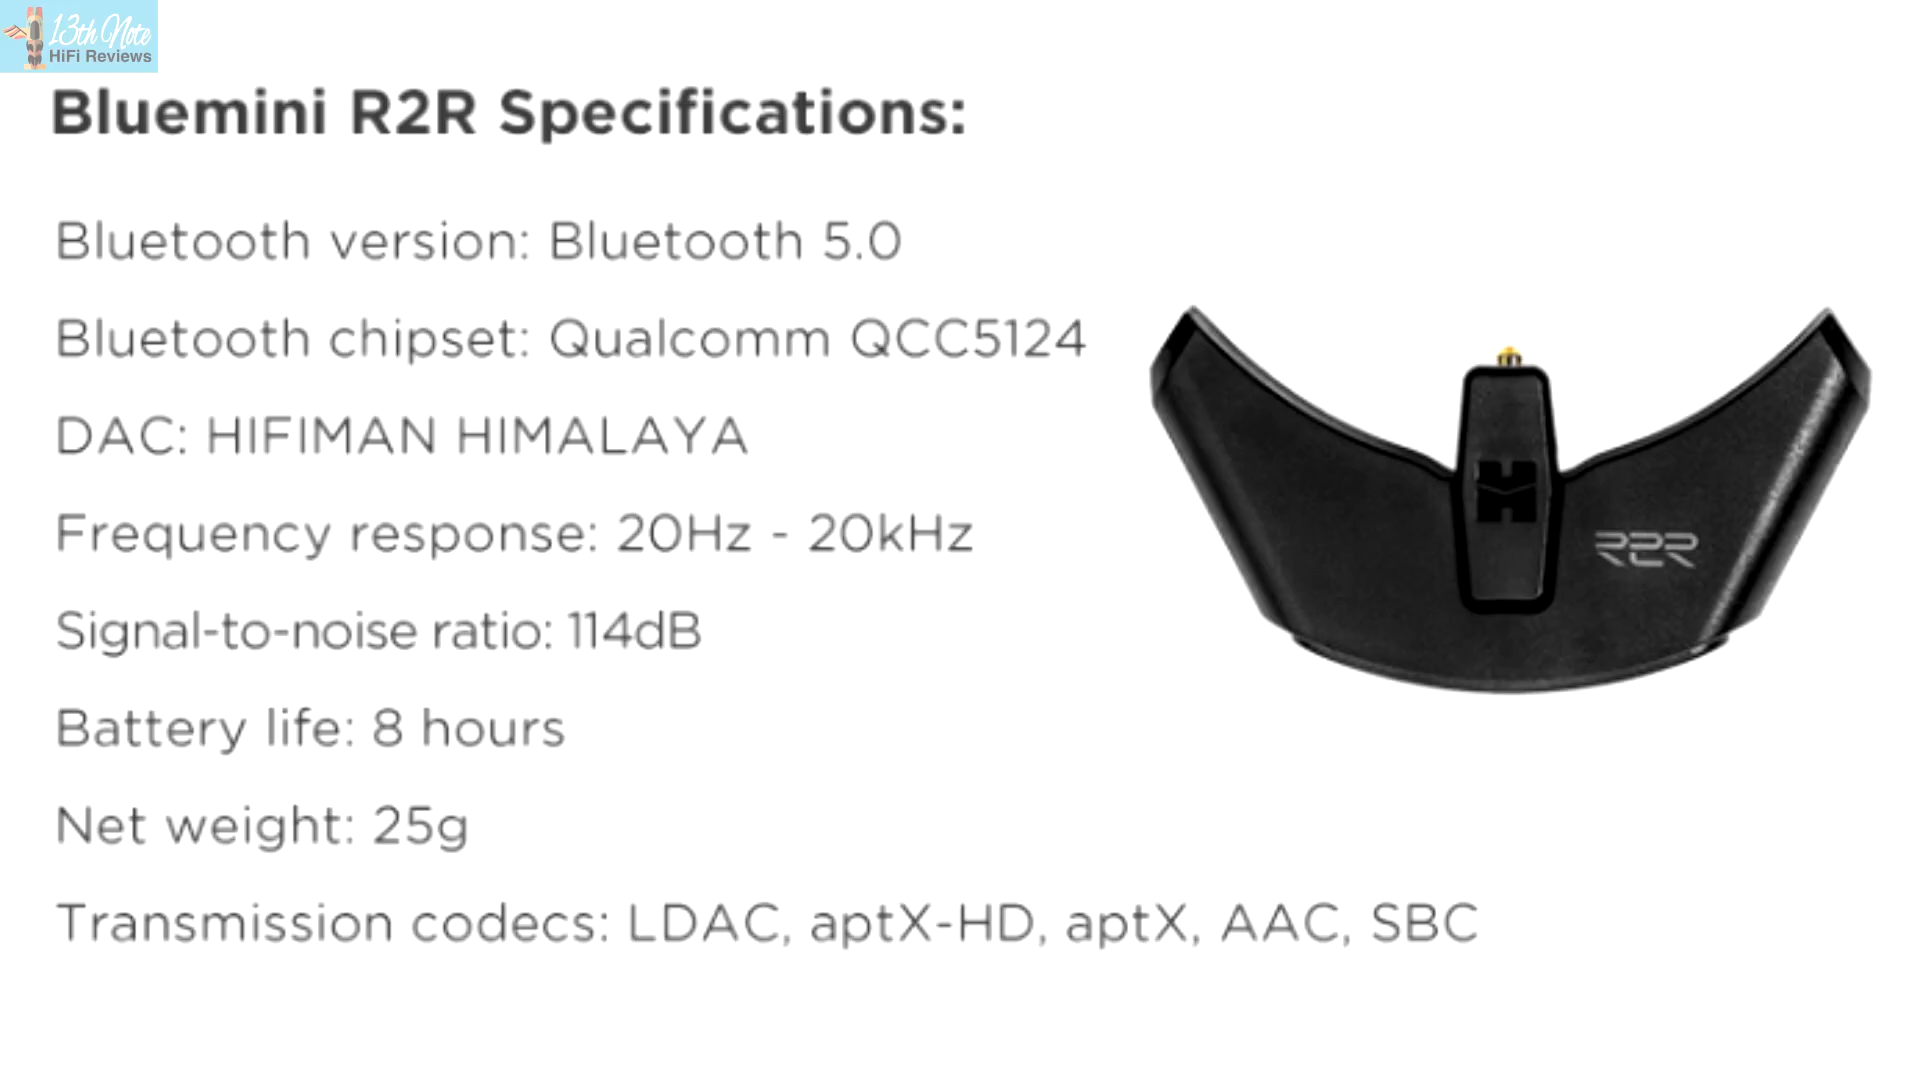 13th Note
HiFi Reviews
Bluemini R2R Specifications:
Bluetooth version: Bluetooth 5.0
Bluetooth chipset: Qualcomm QCC5124
DAC: HIFIMAN HIMALAYA
Frequency response: 20Hz - 20kHz
R2R
Signal-to-noise ratio: 114dB
Battery life: 8 hours
Net weight: 25g
Transmission codecs: LDAC, aptX-HD, aptX, AAC, SBC